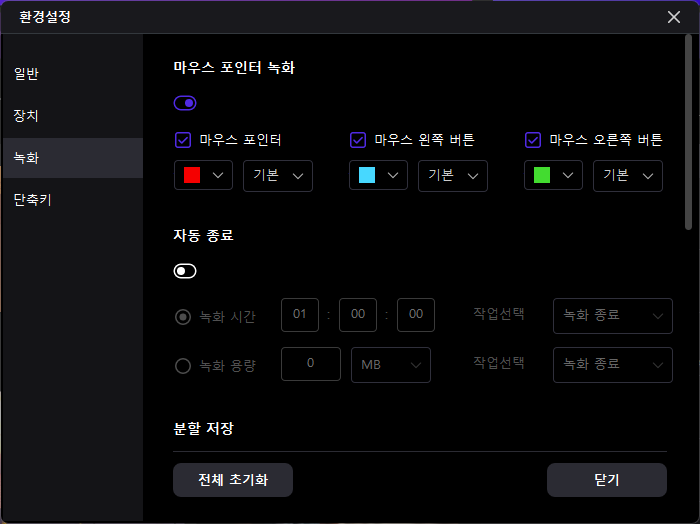 환경설정
일반
장치
녹화
단축키
마우스 포인터 녹화
마우스 포인터 마우스 왼쪽 버튼 마우스 오른쪽 버튼
기본 기본 기본
자동 종료
녹화 시간 01 : 00 : 00 작업선택 녹화 종료
녹화 용량 0 MB 작업선택 녹화 종료
분할 저장
전체 초기화 닫기